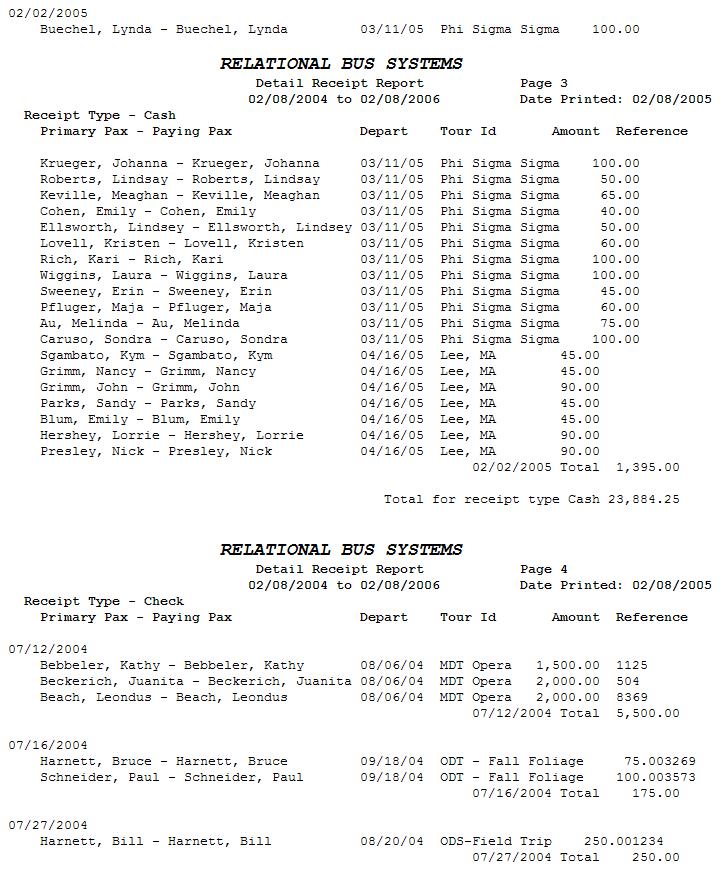 02/02/2005
Buechel, Lynda - Buechel, Lynda 03/11/05 Phi Sigma Sigma 100.00
RELATIONAL BUS SYSTEMS
Detail Receipt Report Page 3
02/08/2004 to 02/08/2006 Date Printed: 02/08/2005
Receipt Type - Cash
Primary Pax - Paying Pax Depart Tour Id Amount Reference
Krueger, Johanna - Krueger, Johanna 03/11/05 Phi Sigma Sigma 100.00
Roberts, Lindsay - Roberts, Lindsay 03/11/05 Phi Sigma Sigma 50.00
Keville, Meaghan - Keville, Meaghan 03/11/05 Phi Sigma Sigma 65.00
Cohen, Emily - Cohen, Emily 03/11/05 Phi Sigma Sigma 40.00
Ellsworth, Lindsey - Ellsworth, Lindsey 03/11/05 Phi Sigma Sigma 50.00
Lovell, Kristen - Lovell, Kristen 03/11/05 Phi Sigma Sigma 60.00
Rich, Kari - Rich, Kari 03/11/05 Phi Sigma Sigma 100.00
Wiggins, Laura - Wiggins, Laura 03/11/05 Phi Sigma Sigma 100.00
Sweeney, Erin - Sweeney, Erin 03/11/05 Phi Sigma Sigma 45.00
Pfluger, Maja - Pfluger, Maja 03/11/05 Phi Sigma Sigma 60.00
Au, Melinda - Au, Melinda 03/11/05 Phi Sigma Sigma 75.00
Caruso, Sondra - Caruso, Sondra 03/11/05 Phi Sigma Sigma 100.00
Sgambato, Kym - Sgambato, Kym 04/16/05 Lee, MA 45.00
Grimm, Nancy - Grimm, Nancy 04/16/05 Lee, MA 45.00
Grimm, John - Grimm, John 04/16/05 Lee, MA 90.00
Parks, Sandy - Parks, Sandy 04/16/05 Lee, MA 45.00
Blum, Emily - Blum, Emily 04/16/05 Lee, MA 45.00
Hershey, Lorrie - Hershey, Lorrie 04/16/05 Lee, MA 90.00
Presley, Nick - Presley, Nick 04/16/05 Lee, MA 90.00
02/02/2005 Total 1,395.00
Total for receipt type Cash 23,884.25
RELATIONAL BUS SYSTEMS
Detail Receipt Report Page 4
02/08/2004 to 02/08/2006 Date Printed: 02/08/2005
Receipt Type - Check
Primary Pax - Paying Pax Depart Tour Id Amount Reference
07/12/2004
Bebbeler, Kathy - Bebbeler, Kathy 08/06/04 MDT Opera 1,500.00 1125
Beckerich, Juanita - Beckerich, Juanita 08/06/04 MDT Opera 2,000.00 504
Beach, Leondus - Beach, Leondus 08/06/04 MDT Opera 2,000.00 8369
07/12/2004 Total 5,500.00
07/16/2004
Harnett, Bruce - Harnett, Bruce 09/18/04 ODT - Fall Foliage 75.003269
Schneider, Paul - Schneider, Paul 09/18/04 ODT - Fall Foliage 100.003573
07/16/2004 Total 175.00
07/27/2004
Harnett, Bill - Harnett, Bill 08/20/04 ODS-Field Trip 250.001234
07/27/2004 Total 250.00